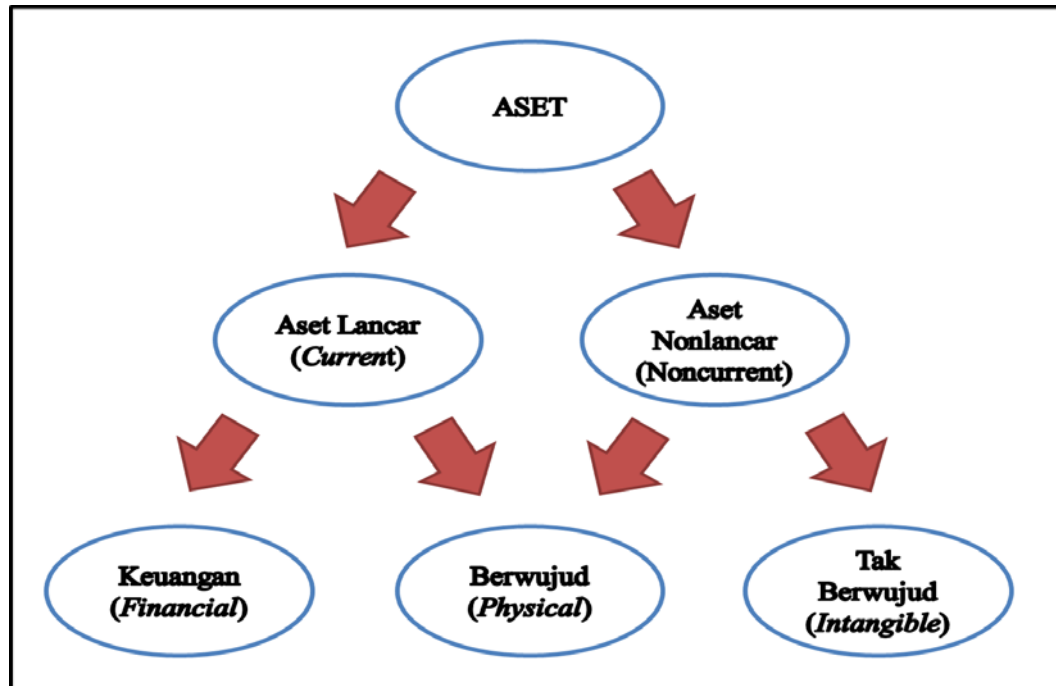 ASET
Aset Lancar
(Current)
Aset
Nonlancar
(Noncurrent)
Keuangan
(Financial)
Berwujud
(Physical)
Tak
Berwujud
(Intangible)